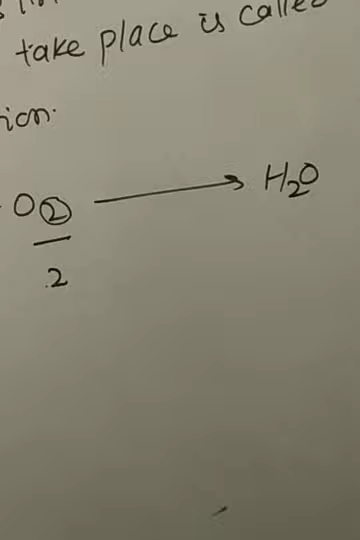 take place is called
ion.
O2 → H2O
2